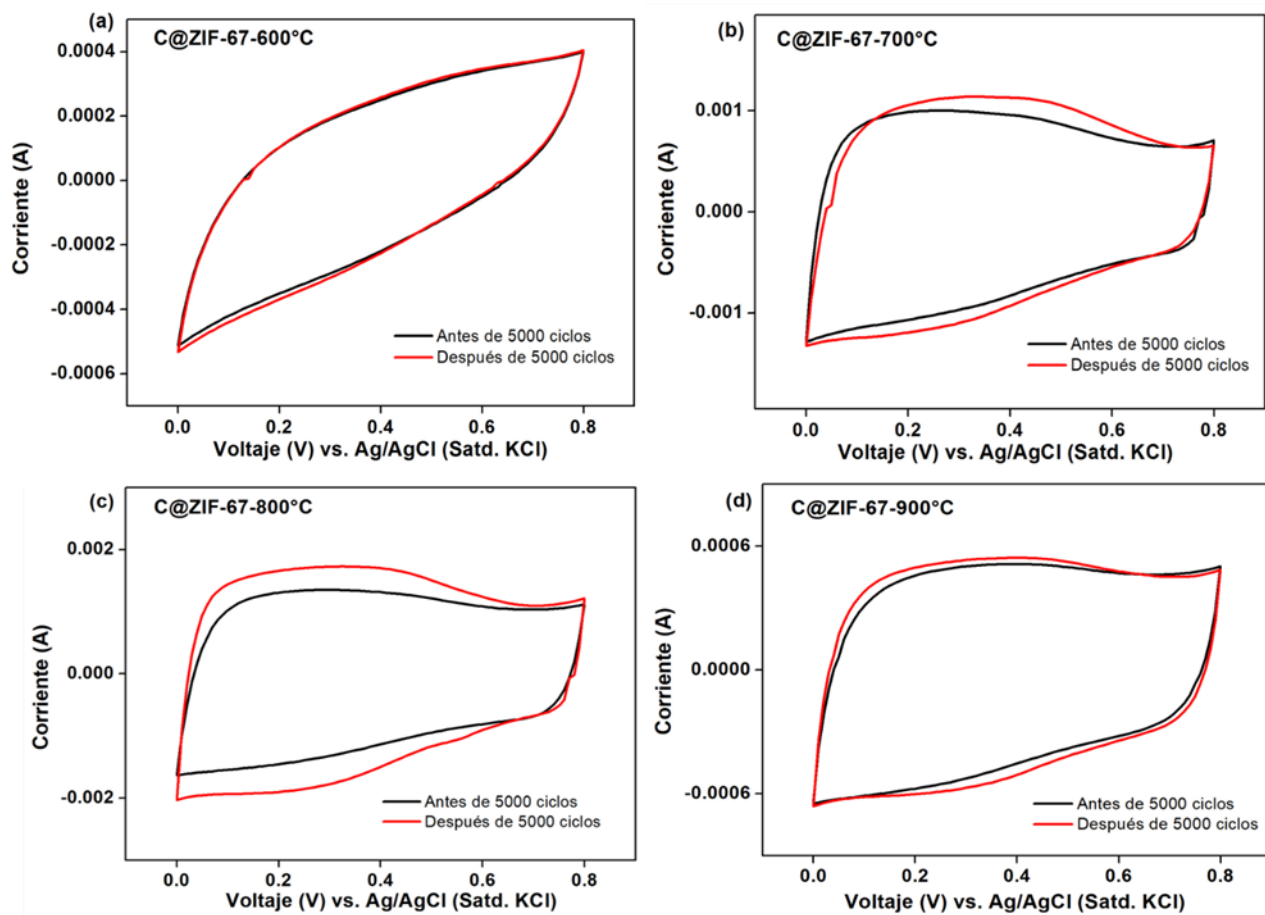 (a)
C@ZIF-67-600°C
0.0004
0.0002
0.0000
-0.0002
-0.0004
-0.0006
Corriente (A)
Antes de 5000 ciclos
Después de 5000 ciclos
0.0 0.2 0.4 0.6 0.8
Voltaje (V) vs. Ag/AgCl (Satd. KCl)
(b)
C@ZIF-67-700°C
0.001
0.000
-0.001
Corriente (A)
Antes de 5000 ciclos
Después de 5000 ciclos
0.0 0.2 0.4 0.6 0.8
Voltaje (V) vs. Ag/AgCl (Satd. KCl)
(c)
C@ZIF-67-800°C
0.002
0.000
-0.002
Corriente (A)
Antes de 5000 ciclos
Después de 5000 ciclos
0.0 0.2 0.4 0.6 0.8
Voltaje (V) vs. Ag/AgCl (Satd. KCl)
(d)
C@ZIF-67-900°C
0.0006
0.0000
-0.0006
Corriente (A)
Antes de 5000 ciclos
Después de 5000 ciclos
0.0 0.2 0.4 0.6 0.8
Voltaje (V) vs. Ag/AgCl (Satd. KCl)